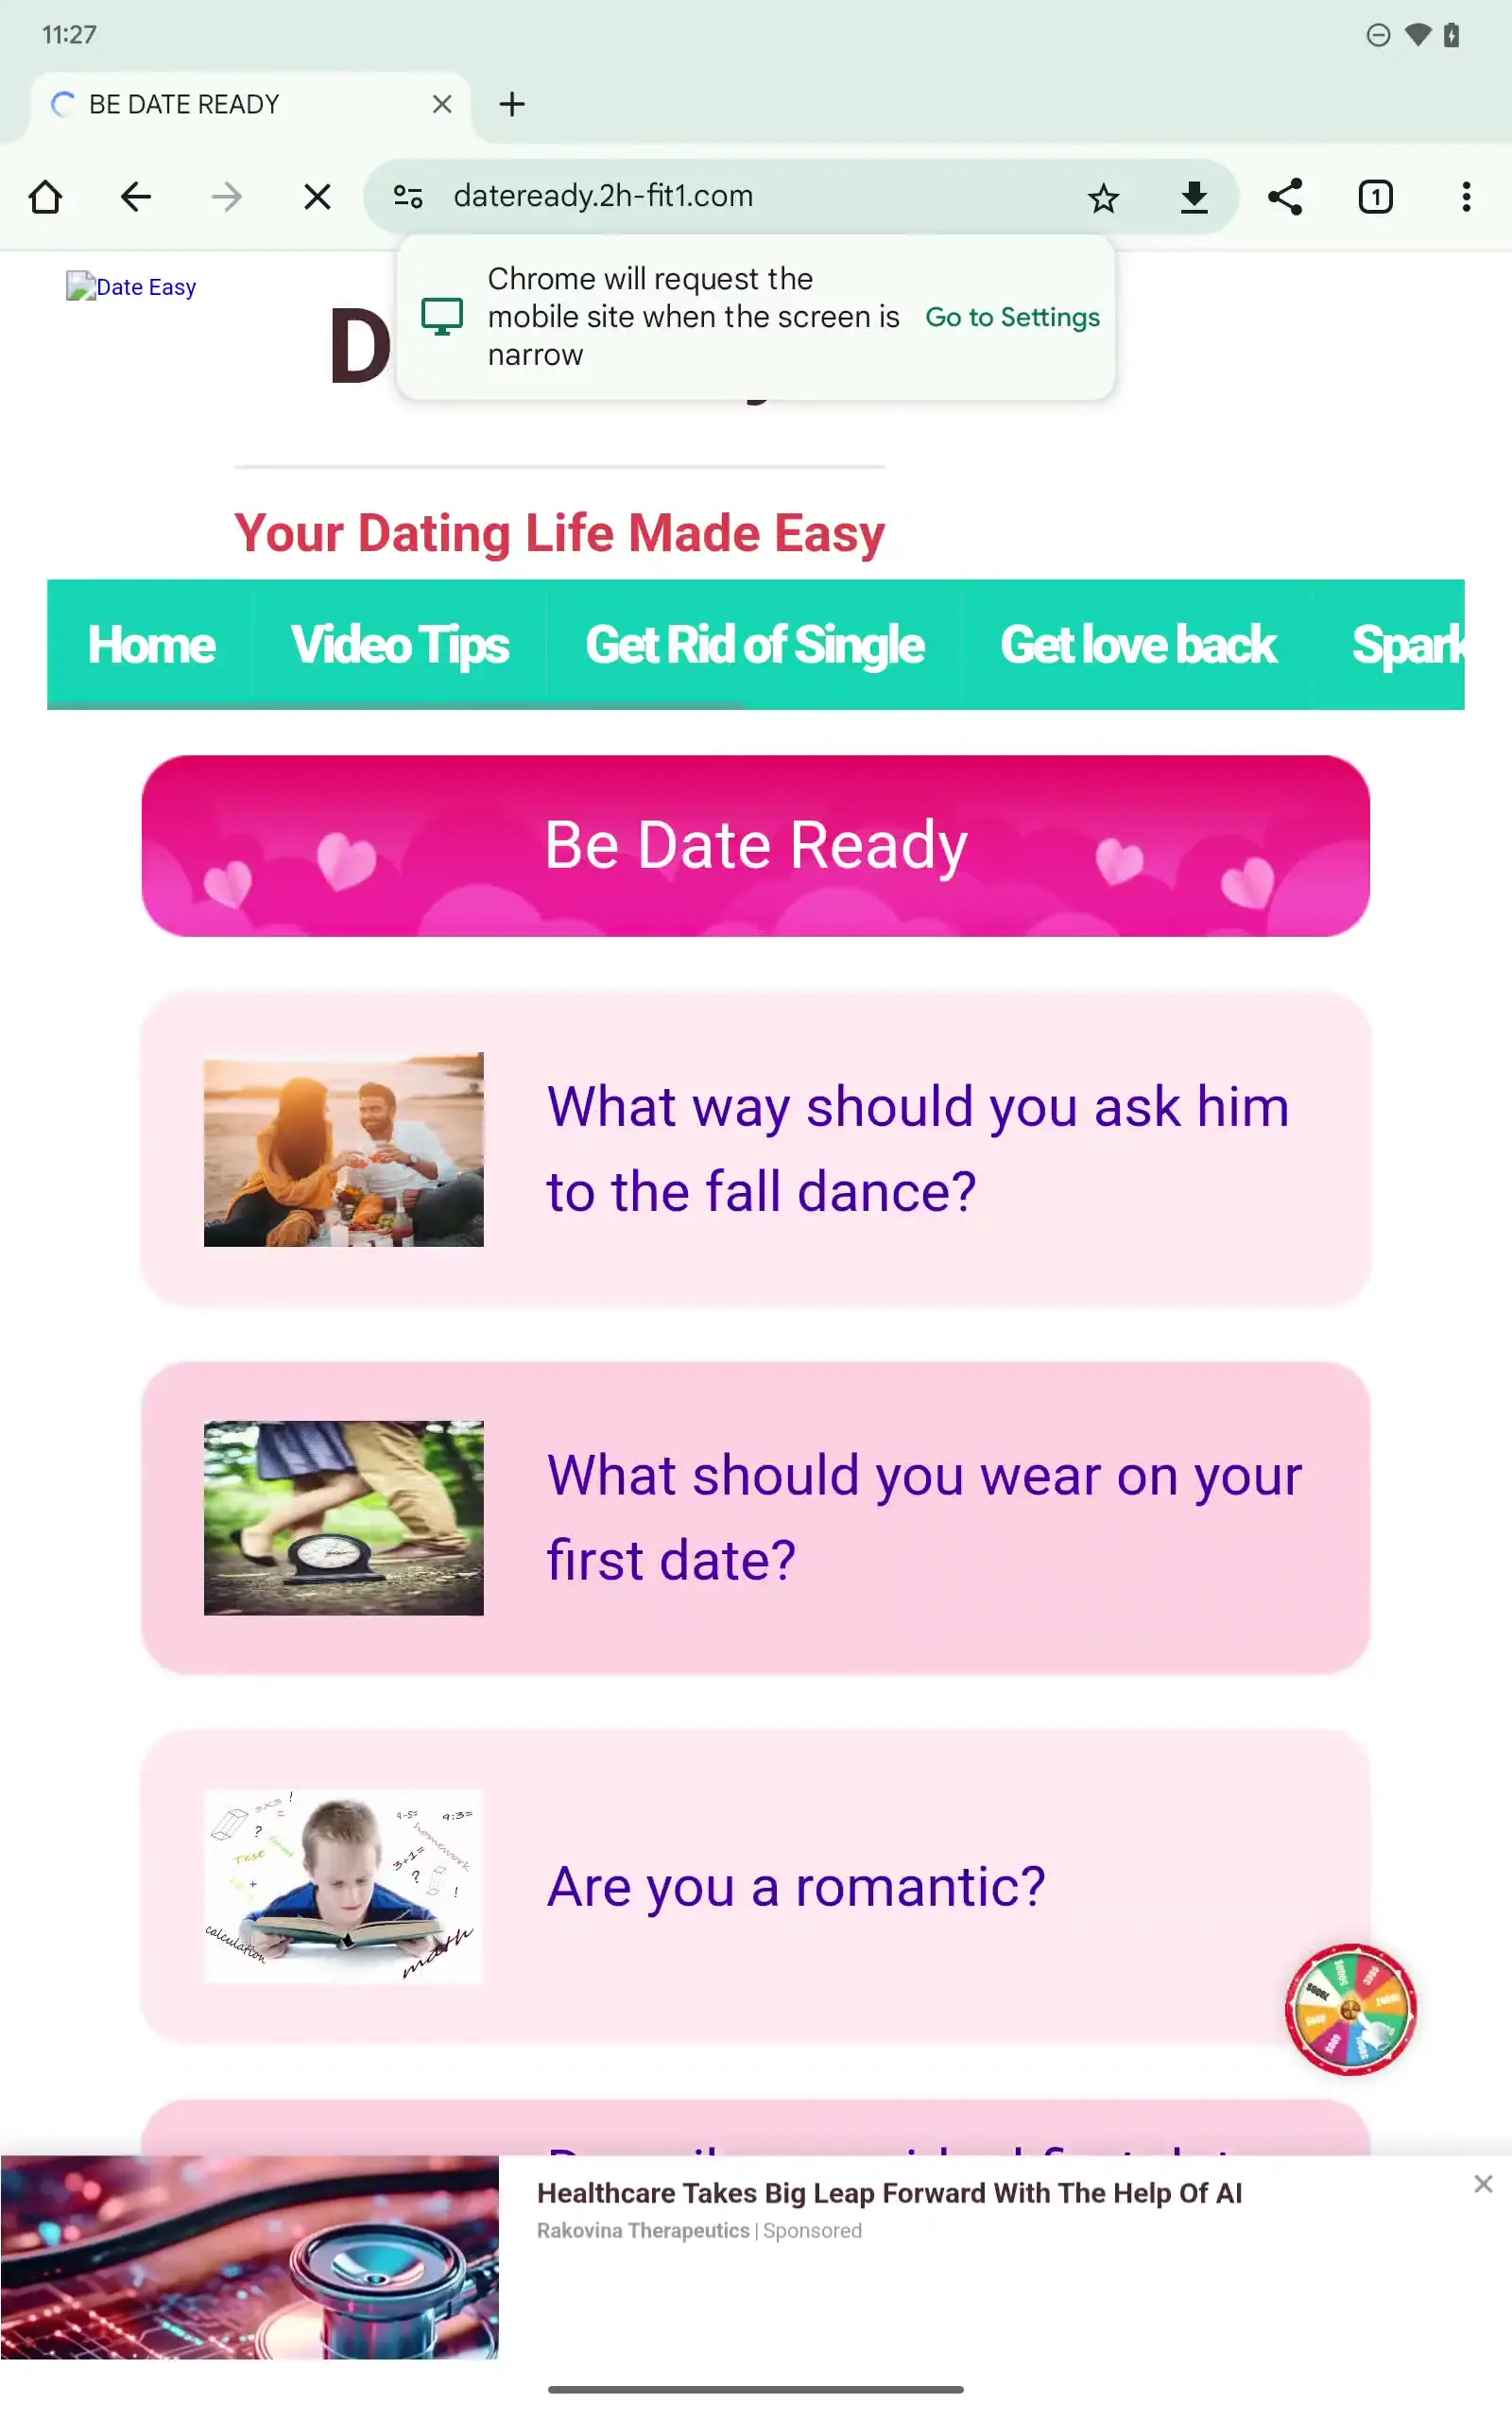 11:27
BE DATE READY
dateready.2h-fit1.com
1
Date Easy
D
Chrome will request the
mobile site when the screen is
narrow
Go to Settings
Your Dating Life Made Easy
Home
Video Tips
Get Rid of Single
Get love back
Spark
Be Date Ready
What way should you ask him
to the fall dance?
What should you wear on your
first date?
Are you a romantic?
Healthcare Takes Big Leap Forward With The Help Of AI
Rakovina Therapeutics | Sponsored